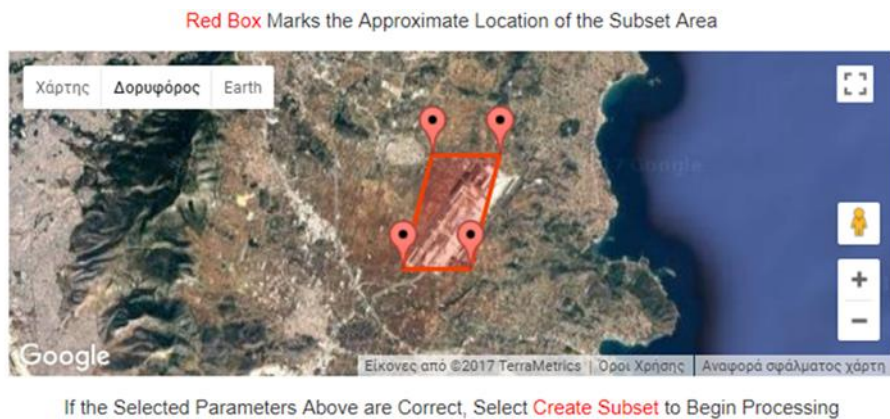 Red Box Marks the Approximate Location of the Subset Area
Χάρτης Δορυφόρος Earth
Google
Google
Εικόνες από ©2017 TerraMetrics Όροι Χρήσης Αναφορά σφάλματος χάρτη
If the Selected Parameters Above are Correct, Select Create Subset to Begin Processing